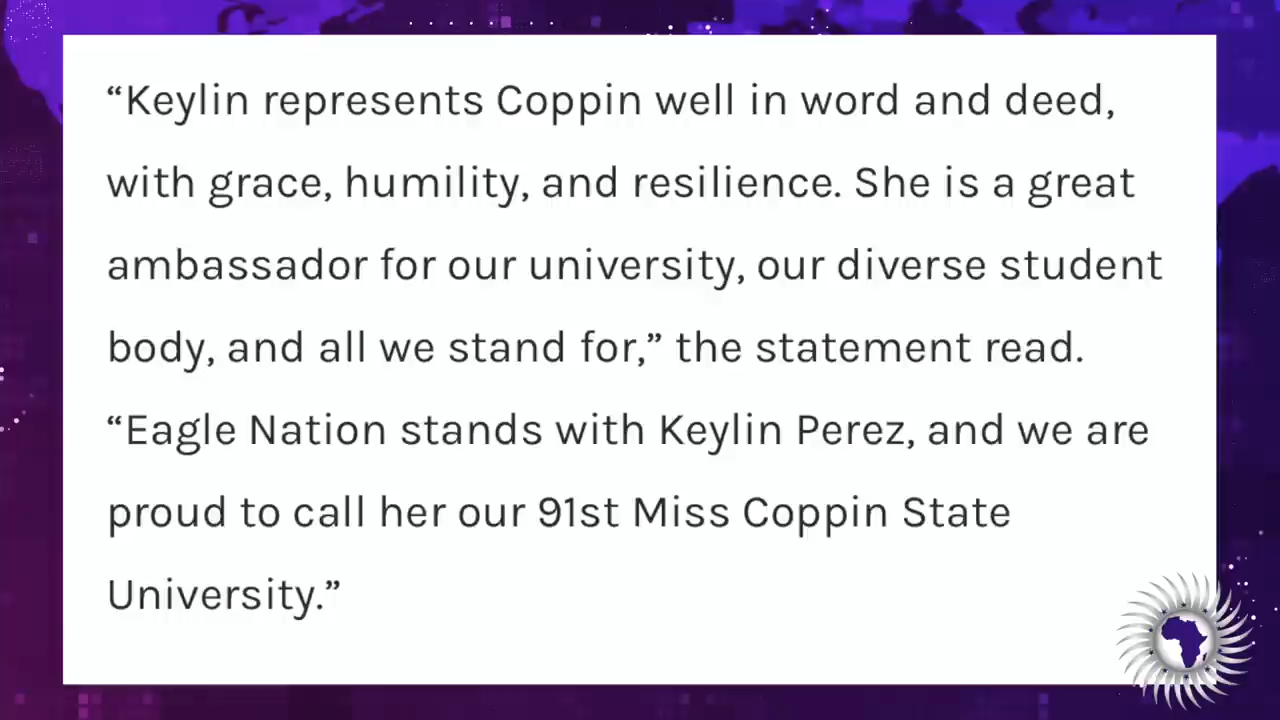 “Keylin represents Coppin well in word and deed,
with grace, humility, and resilience. She is a great
ambassador for our university, our diverse student
body, and all we stand for,” the statement read.
“Eagle Nation stands with Keylin Perez, and we are
proud to call her our 91st Miss Coppin State
University.”